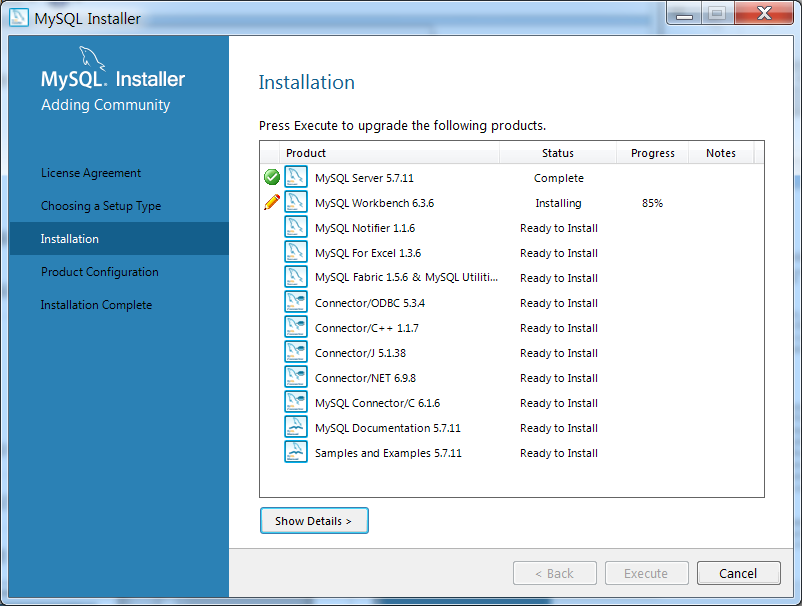 MySQL Installer
MySQL. Installer
Adding Community
License Agreement
Choosing a Setup Type
Installation
Product Configuration
Installation Complete
Installation
Press Execute to upgrade the following products.
Product Status Progress Notes
MySQL Server 5.7.11 Complete
MySQL Workbench 6.3.6 Installing 85%
MySQL Notifier 1.1.6 Ready to Install
MySQL For Excel 1.3.6 Ready to Install
MySQL Fabric 1.5.6 & MySQL Utiliti... Ready to Install
Connector/ODBC 5.3.4 Ready to Install
Connector/C++ 1.1.7 Ready to Install
Connector/J 5.1.38 Ready to Install
Connector/NET 6.9.8 Ready to Install
MySQL Connector/C 6.1.6 Ready to Install
MySQL Documentation 5.7.11 Ready to Install
Samples and Examples 5.7.11 Ready to Install
Show Details >
< Back Execute Cancel